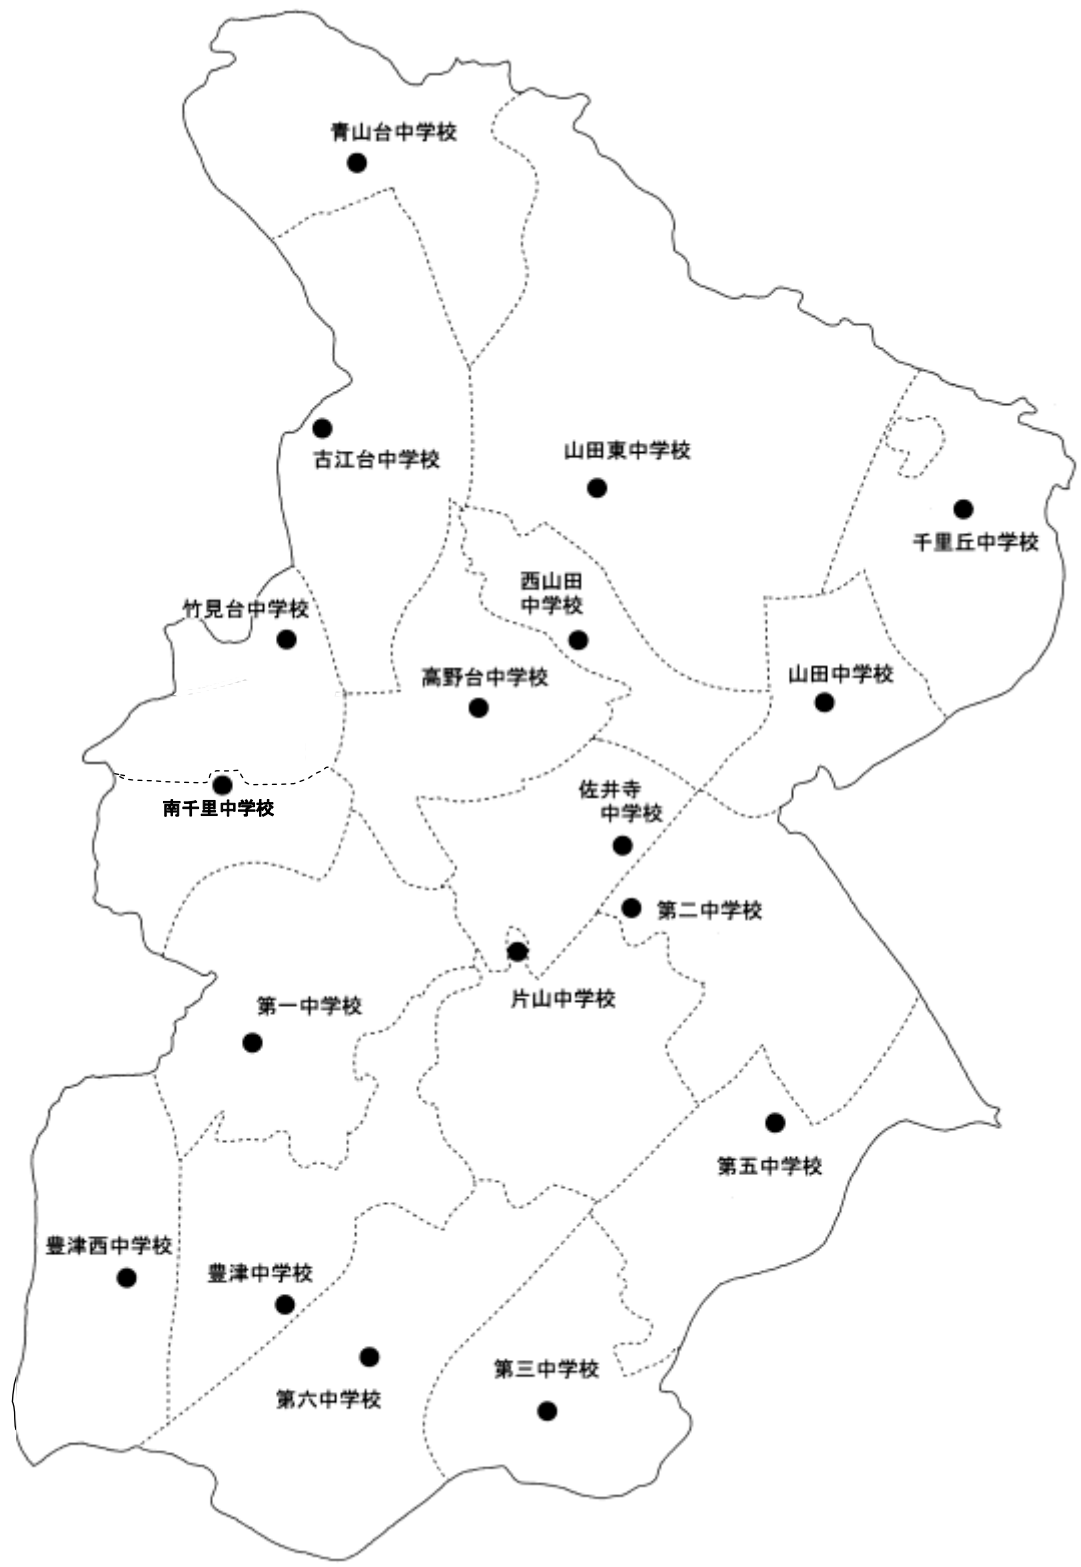 青山台中学校
山田東中学校
古江台中学校
千里丘中学校
西山田
中学校
竹見台中学校
高野台中学校
山田中学校
佐井寺
中学校
南千里中学校
第二中学校
片山中学校
第一中学校
第五中学校
豊津西中学校
豊津中学校
第三中学校
第六中学校